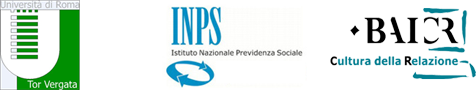 Università di Roma
Tor Vergata
INPS
Istituto Nazionale Previdenza Sociale
BAICR
Cultura della Relazione